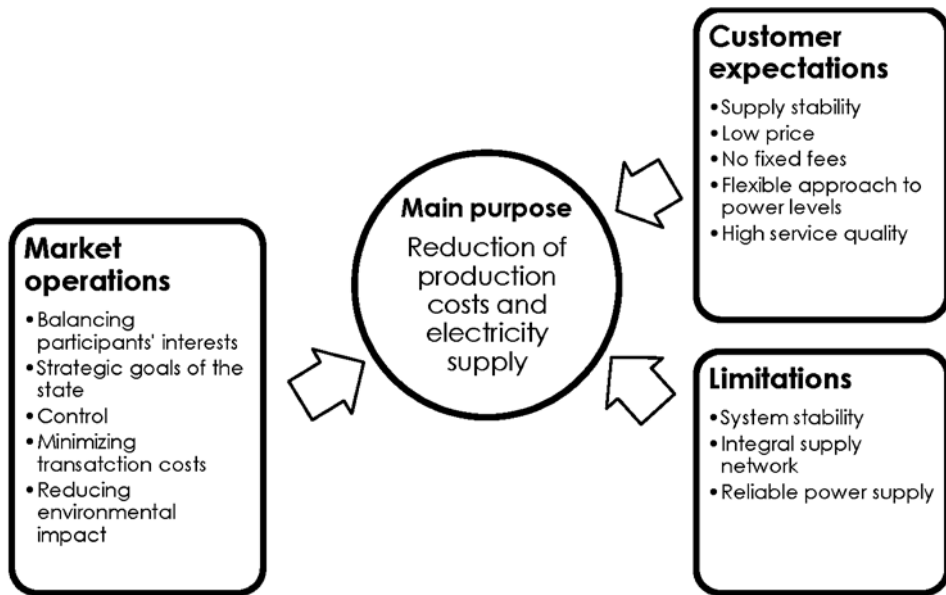 Customer
expectations
•Supply stability
•Low price
•No fixed fees
•Flexible approach to
power levels
•High service quality
Main purpose
Reduction of
production
costs and
electricity
supply
Market
operations
•Balancing
participants' interests
•Strategic goals of the
state
•Control
•Minimizing
transatction costs
•Reducing
environmental
impact
Limitations
•System stability
•Integral supply
network
•Reliable power supply